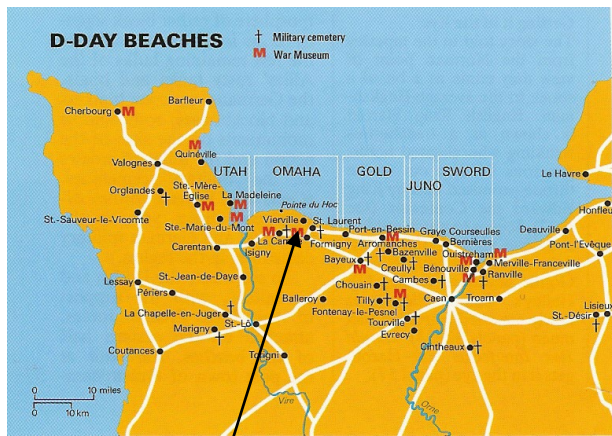 D-DAY BEACHES
† Military cemetery
M War Museum
Barfleur
Cherbourg M
M
Quinéville
Valognes
UTAH
OMAHA
GOLD
JUNO
SWORD
Le Havre
Orglandes †
Ste.-Mère-
Église M
La Madeleine
M
M
Pointe du Hoc
Honfleur
St.-Sauveur-le-Vicomte
Ste.-Marie-du-Mont
Vierville
St. Laurent
Port-en-Bessin
Graye Courseulles
Deauville
Carentan
Isigny
M † M †
Formigny
M
Arromanches
Bernières
Pont-l'Évêque
Bayeux †
M
Bazenville
†
Creully
†
Ouistreham M
M
Merville-Franceville
Bénouville
M
Ranville
†
St.-Jean-de-Daye
Lessay
Périers
Balleroy
Chouain †
Cambes †
Caen
Troarn
Lisieux
La Chapelle-en-Juger †
Tilly † M †
Fontenay-le-Pesnel
St.-Désir †
Marigny
†
St.-Lô
Tourville †
Evrecy
Coutances
Torigni
Cintheaux †
0 10 miles
0 10 km
Vire
Orne